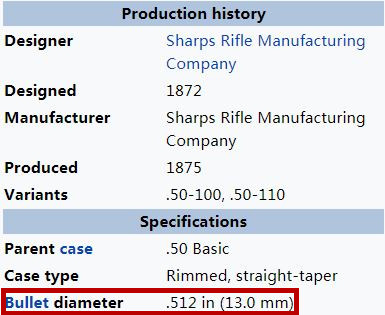 Production history
Designer Sharps Rifle Manufacturing
Company
Designed 1872
Manufacturer Sharps Rifle Manufacturing
Company
Produced 1875
Variants .50-100, .50-110
Specifications
Parent case .50 Basic
Case type Rimmed, straight-taper
Bullet diameter .512 in (13.0 mm)